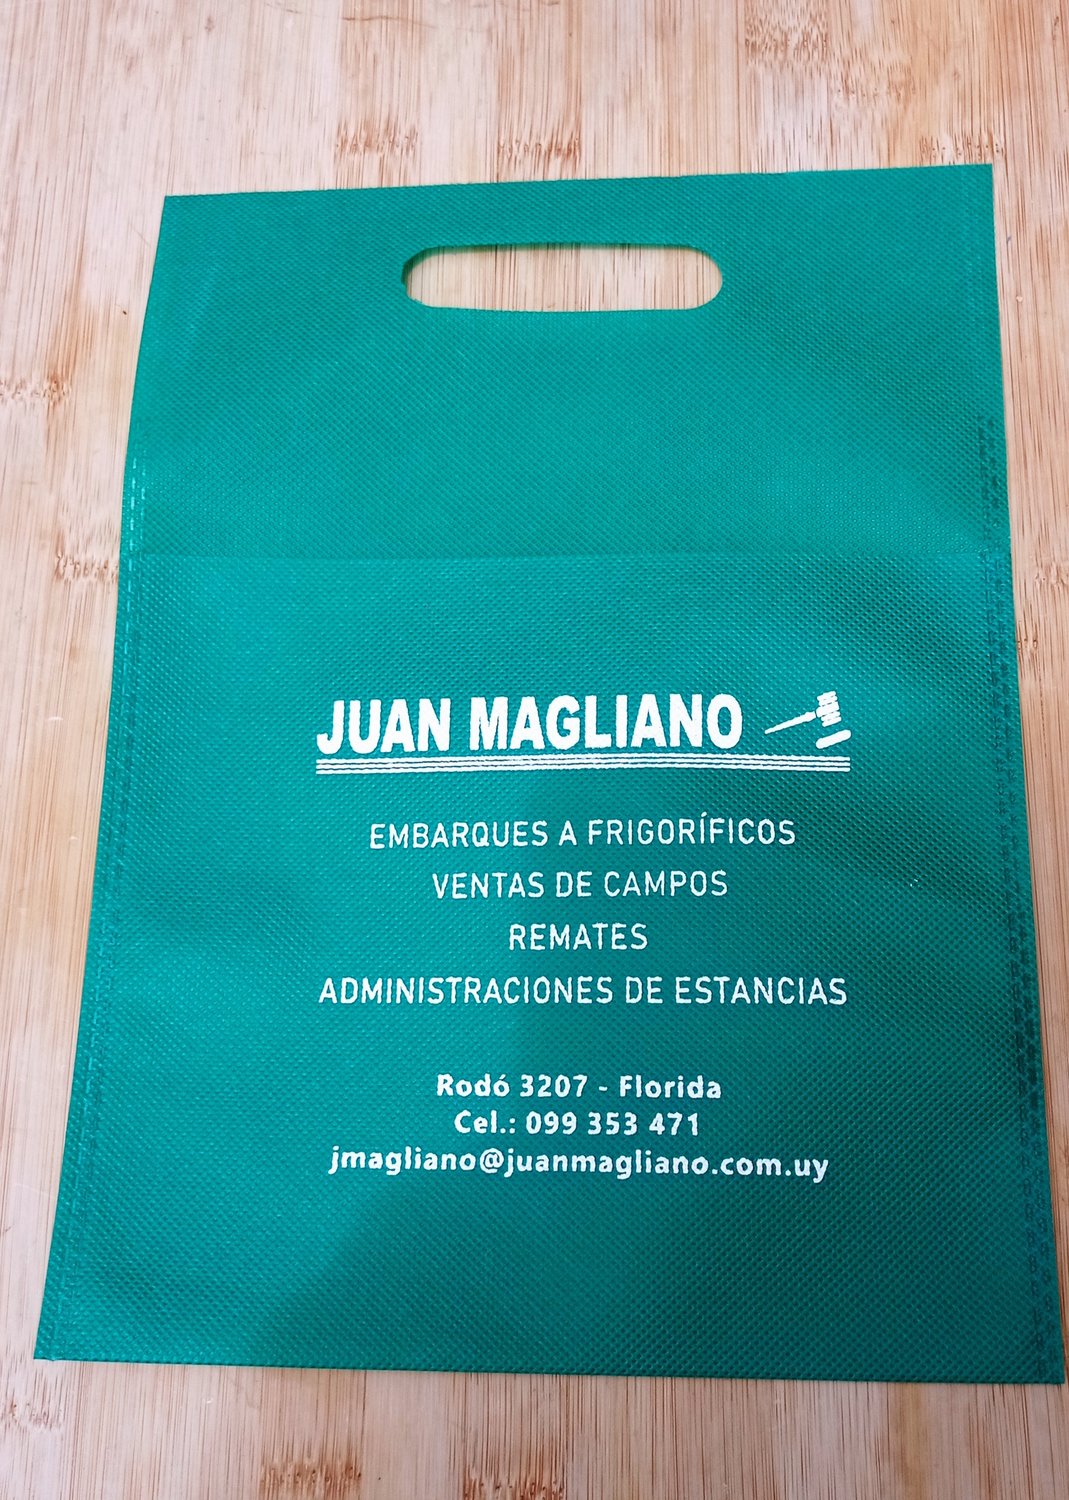 JUAN MAGLIANO
EMBARQUES A FRIGORÍFICOS
VENTAS DE CAMPOS
REMATES
ADMINISTRACIONES DE ESTANCIAS
Rodó 3207 - Florida
Cel.: 099 353 471
jmagliano@juanmagliano.com.uy